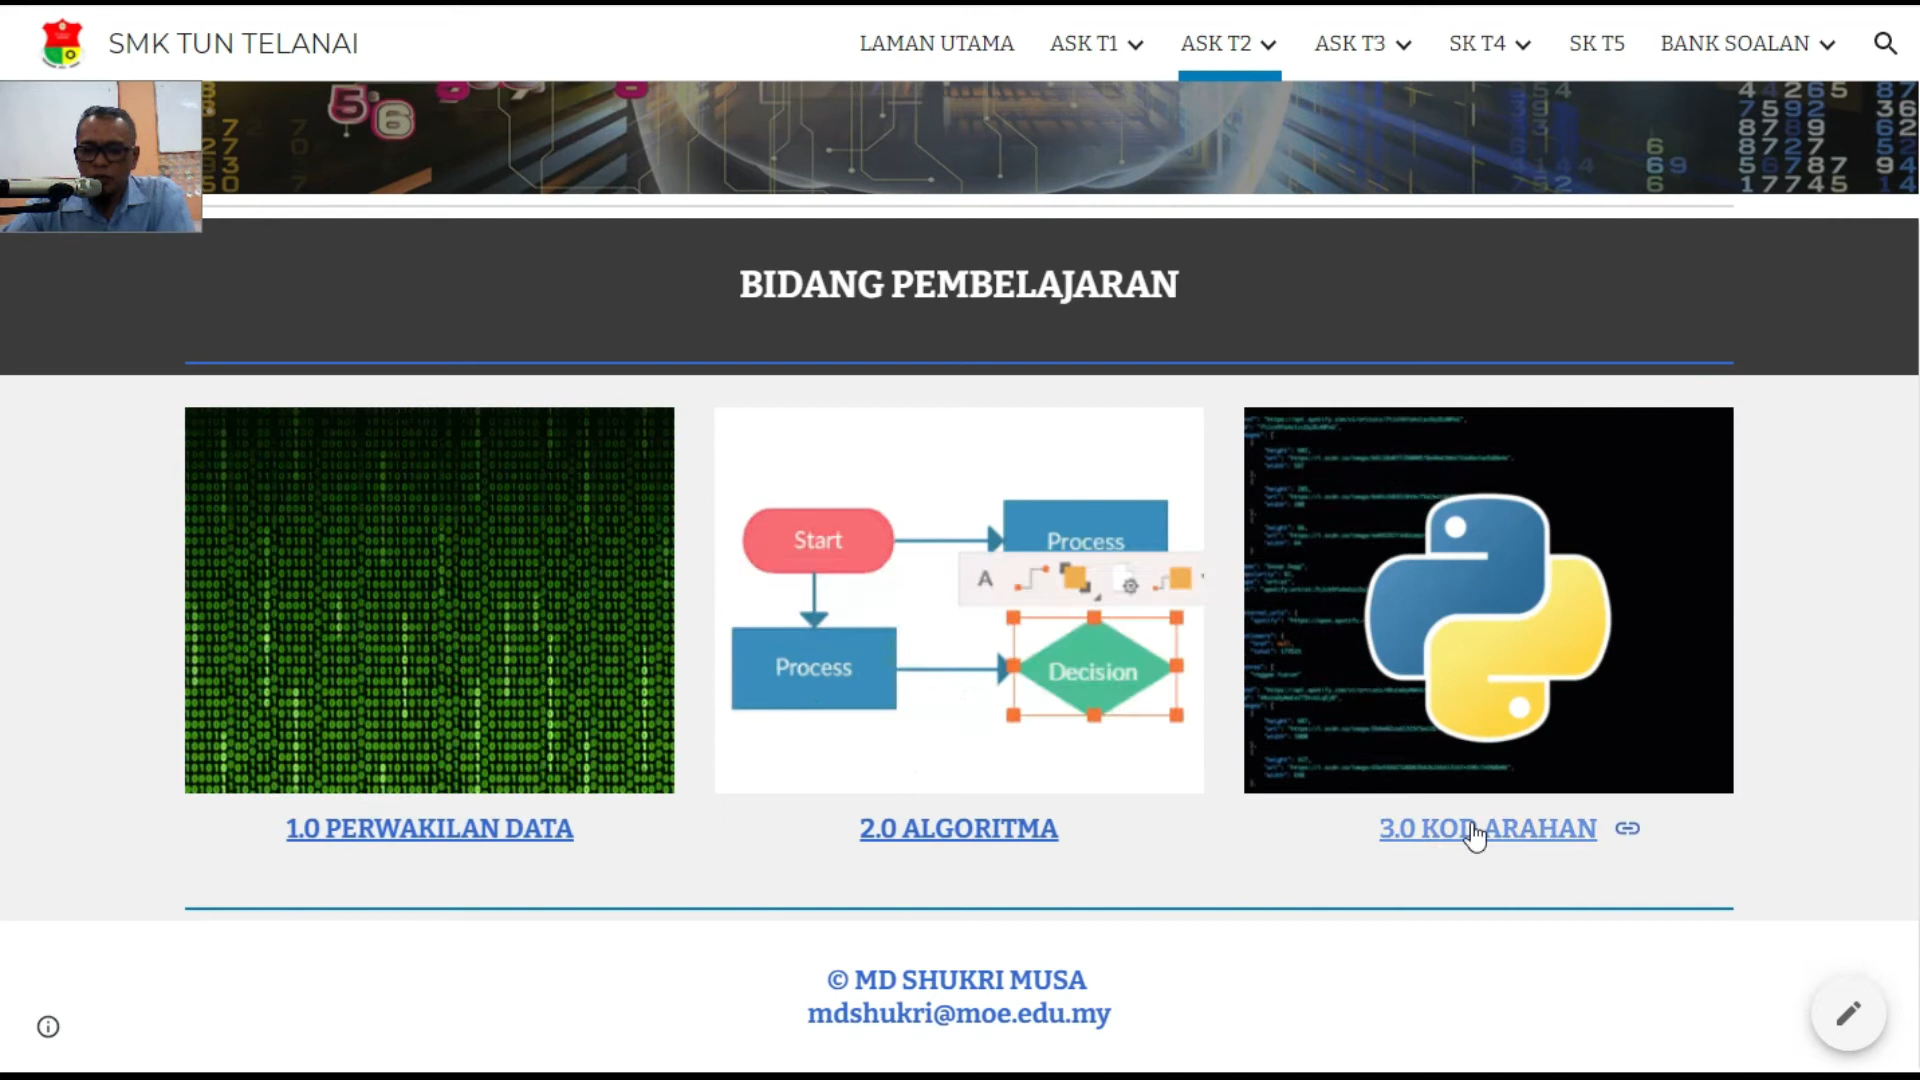 SMK TUN TELANAI
LAMAN UTAMA
ASK T1
ASK T2
ASK T3
SK T4
SK T5
BANK SOALAN
BIDANG PEMBELAJARAN
Start
Process
A
Process
Decision
1.0 PERWAKILAN DATA
2.0 ALGORITMA
3.0 KOD ARAHAN
© MD SHUKRI MUSA
mdshukri@moe.edu.my